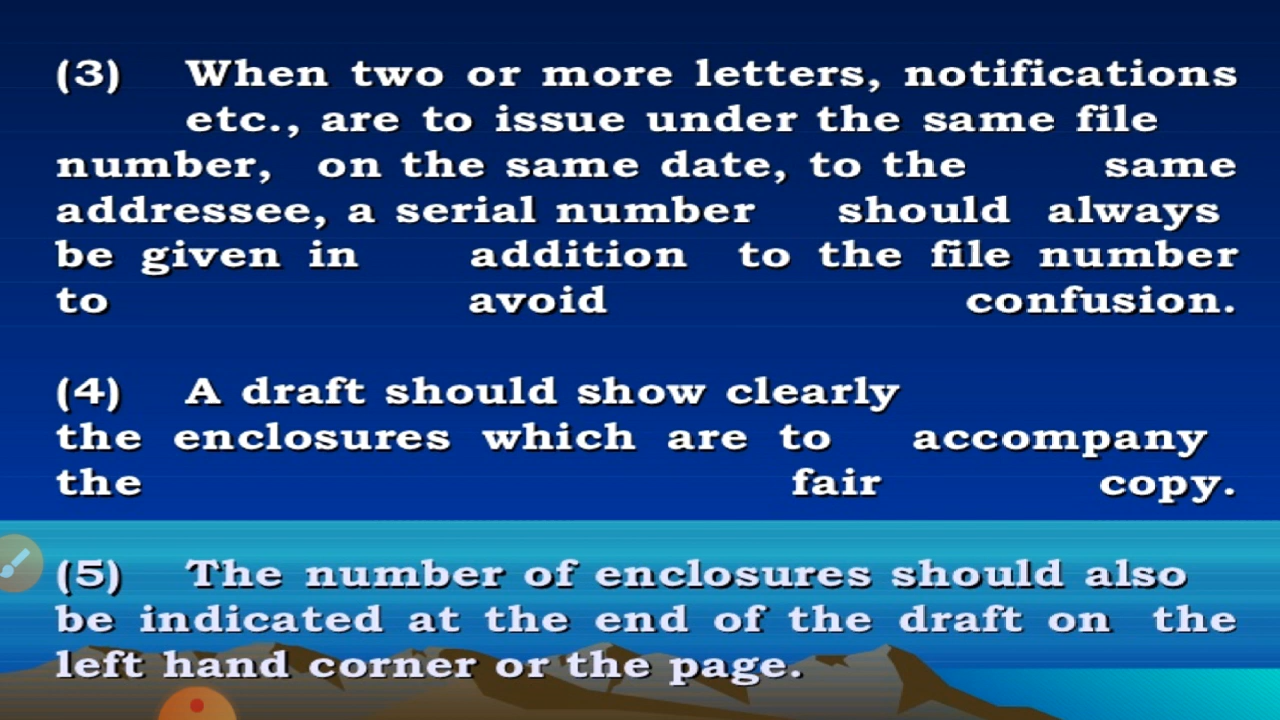 (3) When two or more letters, notifications
etc., are to issue under the same file
number, on the same date, to the same
addressee, a serial number should always
be given in addition to the file number
to avoid confusion.
(4) A draft should show clearly
the enclosures which are to accompany
the fair copy.
(5) The number of enclosures should also
be indicated at the end of the draft on the
left hand corner or the page.